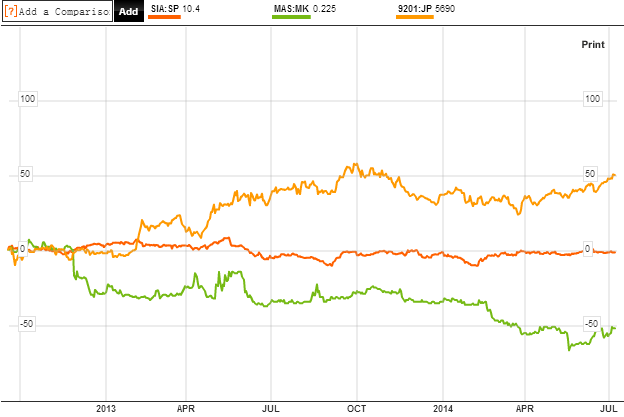 [?] Add a Comparison Add SIA:SP 10.4 MAS:MK 0.225 9201:JP 5690
Print
100 100
50 50
0 0
-50 -50
2013 APR JUL OCT 2014 APR JUL